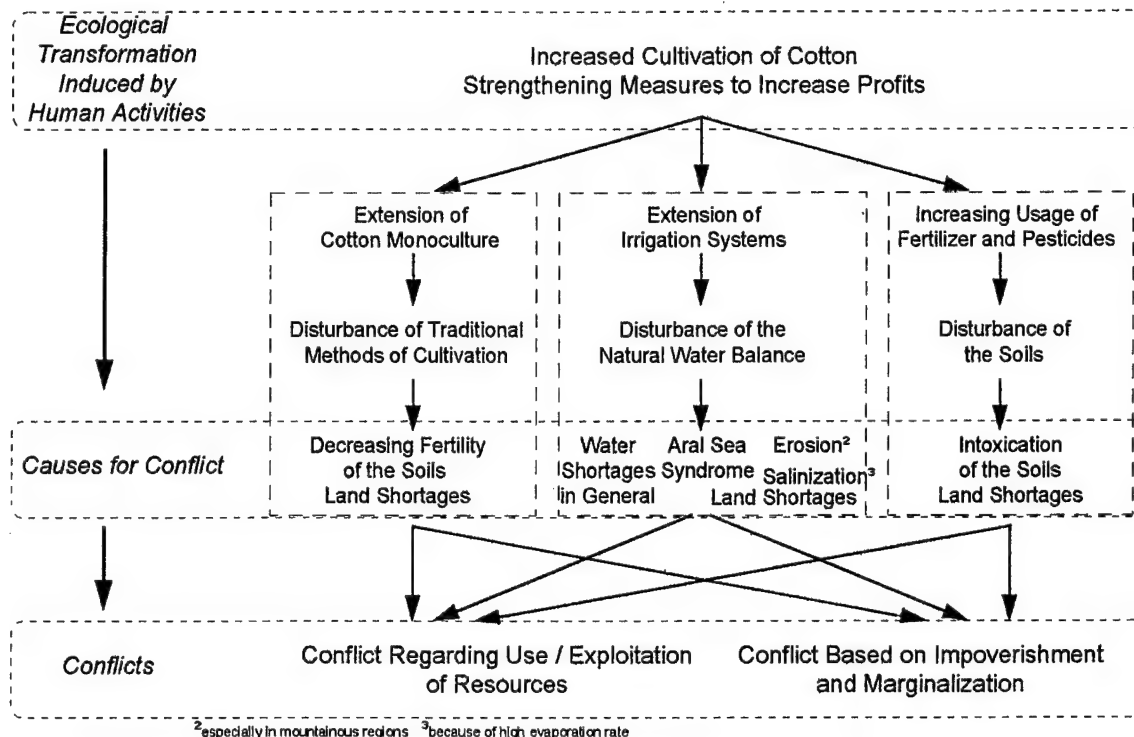 Ecological
Transformation
Induced by
Human Activities
Increased Cultivation of Cotton
Strengthening Measures to Increase Profits
Extension of
Cotton Monoculture
Disturbance of Traditional
Methods of Cultivation
Extension of
Irrigation Systems
Disturbance of the
Natural Water Balance
Increasing Usage of
Fertilizer and Pesticides
Disturbance of
the Soils
Causes for Conflict
Decreasing Fertility
of the Soils
Land Shortages
Water
Shortages
in General
Aral Sea
Syndrome
Erosion²
Salinization³
Land Shortages
Intoxication
of the Soils
Land Shortages
Conflicts
Conflict Regarding Use / Exploitation
of Resources
Conflict Based on Impoverishment
and Marginalization
²especially in mountainous regions ³because of high evaporation rate